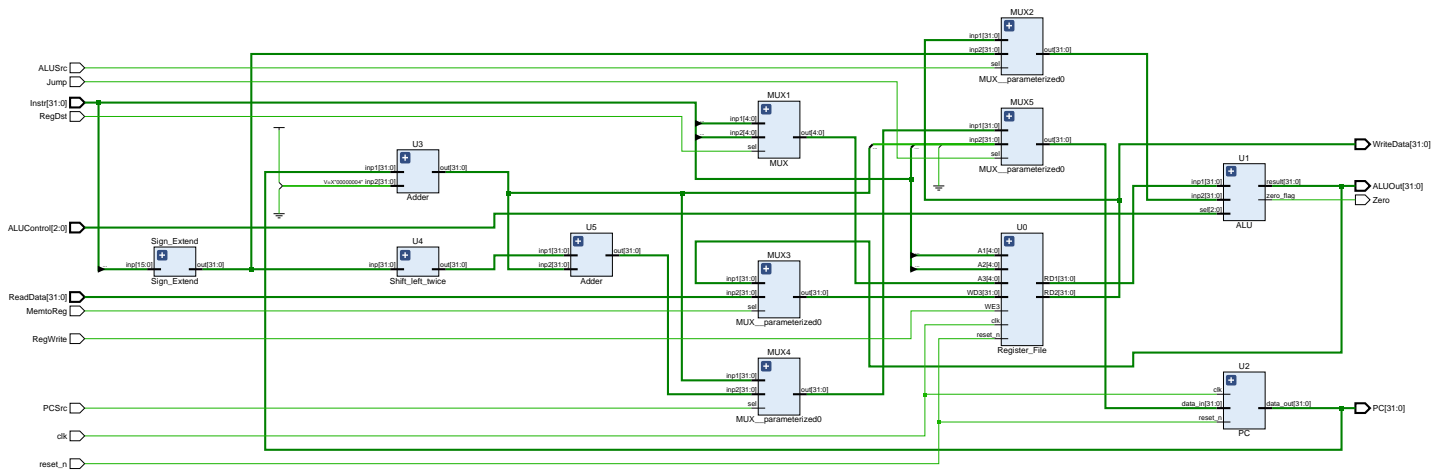 ALUSrc
Jump
Instr[31:0]
RegDst
ALUControl[2:0]
ReadData[31:0]
MemtoReg
RegWrite
PCSrc
clk
reset_n
Sign_Extend
inp[15:0]
out[31:0]
Sign_Extend
U3
inp1[31:0]
V=X"00000004"
inp2[31:0]
out[31:0]
Adder
U4
inp[31:0]
out[31:0]
Shift_left_twice
U5
inp1[31:0]
inp2[31:0]
out[31:0]
Adder
MUX1
inp1[4:0]
inp2[4:0]
sel
out[4:0]
MUX
MUX3
inp1[31:0]
inp2[31:0]
sel
out[31:0]
MUX__parameterized0
MUX4
inp1[31:0]
inp2[31:0]
sel
out[31:0]
MUX__parameterized0
MUX2
inp1[31:0]
inp2[31:0]
sel
out[31:0]
MUX__parameterized0
MUX5
inp1[31:0]
inp2[31:0]
sel
out[31:0]
MUX__parameterized0
U0
A1[4:0]
A2[4:0]
A3[4:0]
WD3[31:0]
WE3
clk
reset_n
RD1[31:0]
RD2[31:0]
Register_File
U1
inp1[31:0]
inp2[31:0]
sel[2:0]
result[31:0]
zero_flag
ALU
U2
clk
data_in[31:0]
reset_n
data_out[31:0]
PC
WriteData[31:0]
ALUOut[31:0]
Zero
PC[31:0]